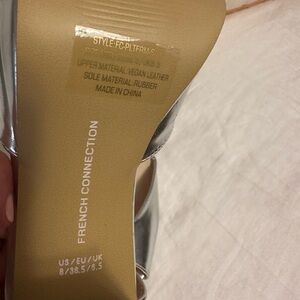 STYLE:FC-PLTFRM-S
UPPER MATERIAL:VEGAN LEATHER
SOLE MATERIAL:RUBBER
MADE IN CHINA
FRENCH CONNECTION
US / EU / UK
8 / 38.5 / 6.5